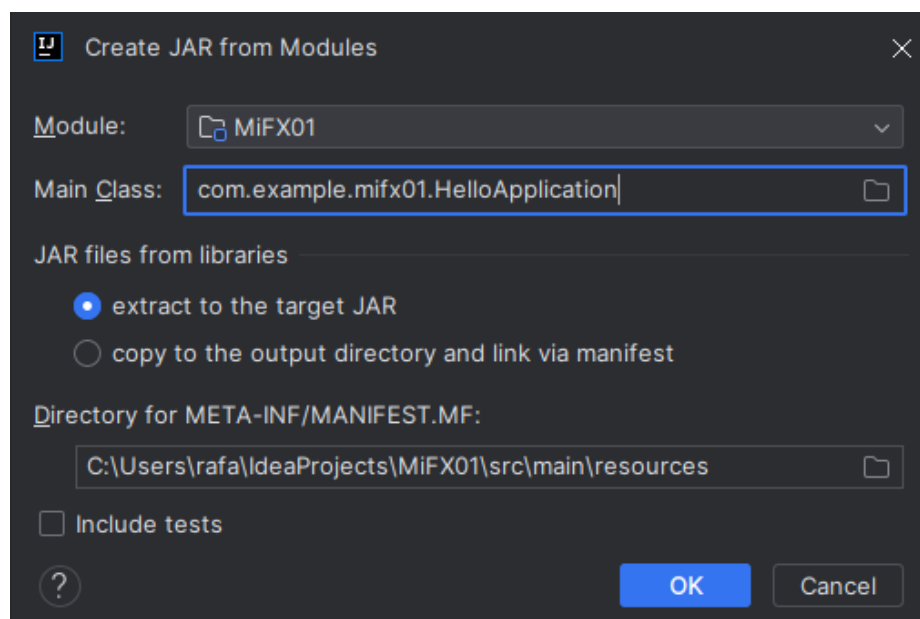 IJ
Create JAR from Modules
Module: MiFX01
Main Class: com.example.mifx01.HelloApplication
JAR files from libraries
extract to the target JAR
copy to the output directory and link via manifest
Directory for META-INF/MANIFEST.MF:
C:\Users\rafa\IdeaProjects\MiFX01\src\main\resources
Include tests
? OK Cancel